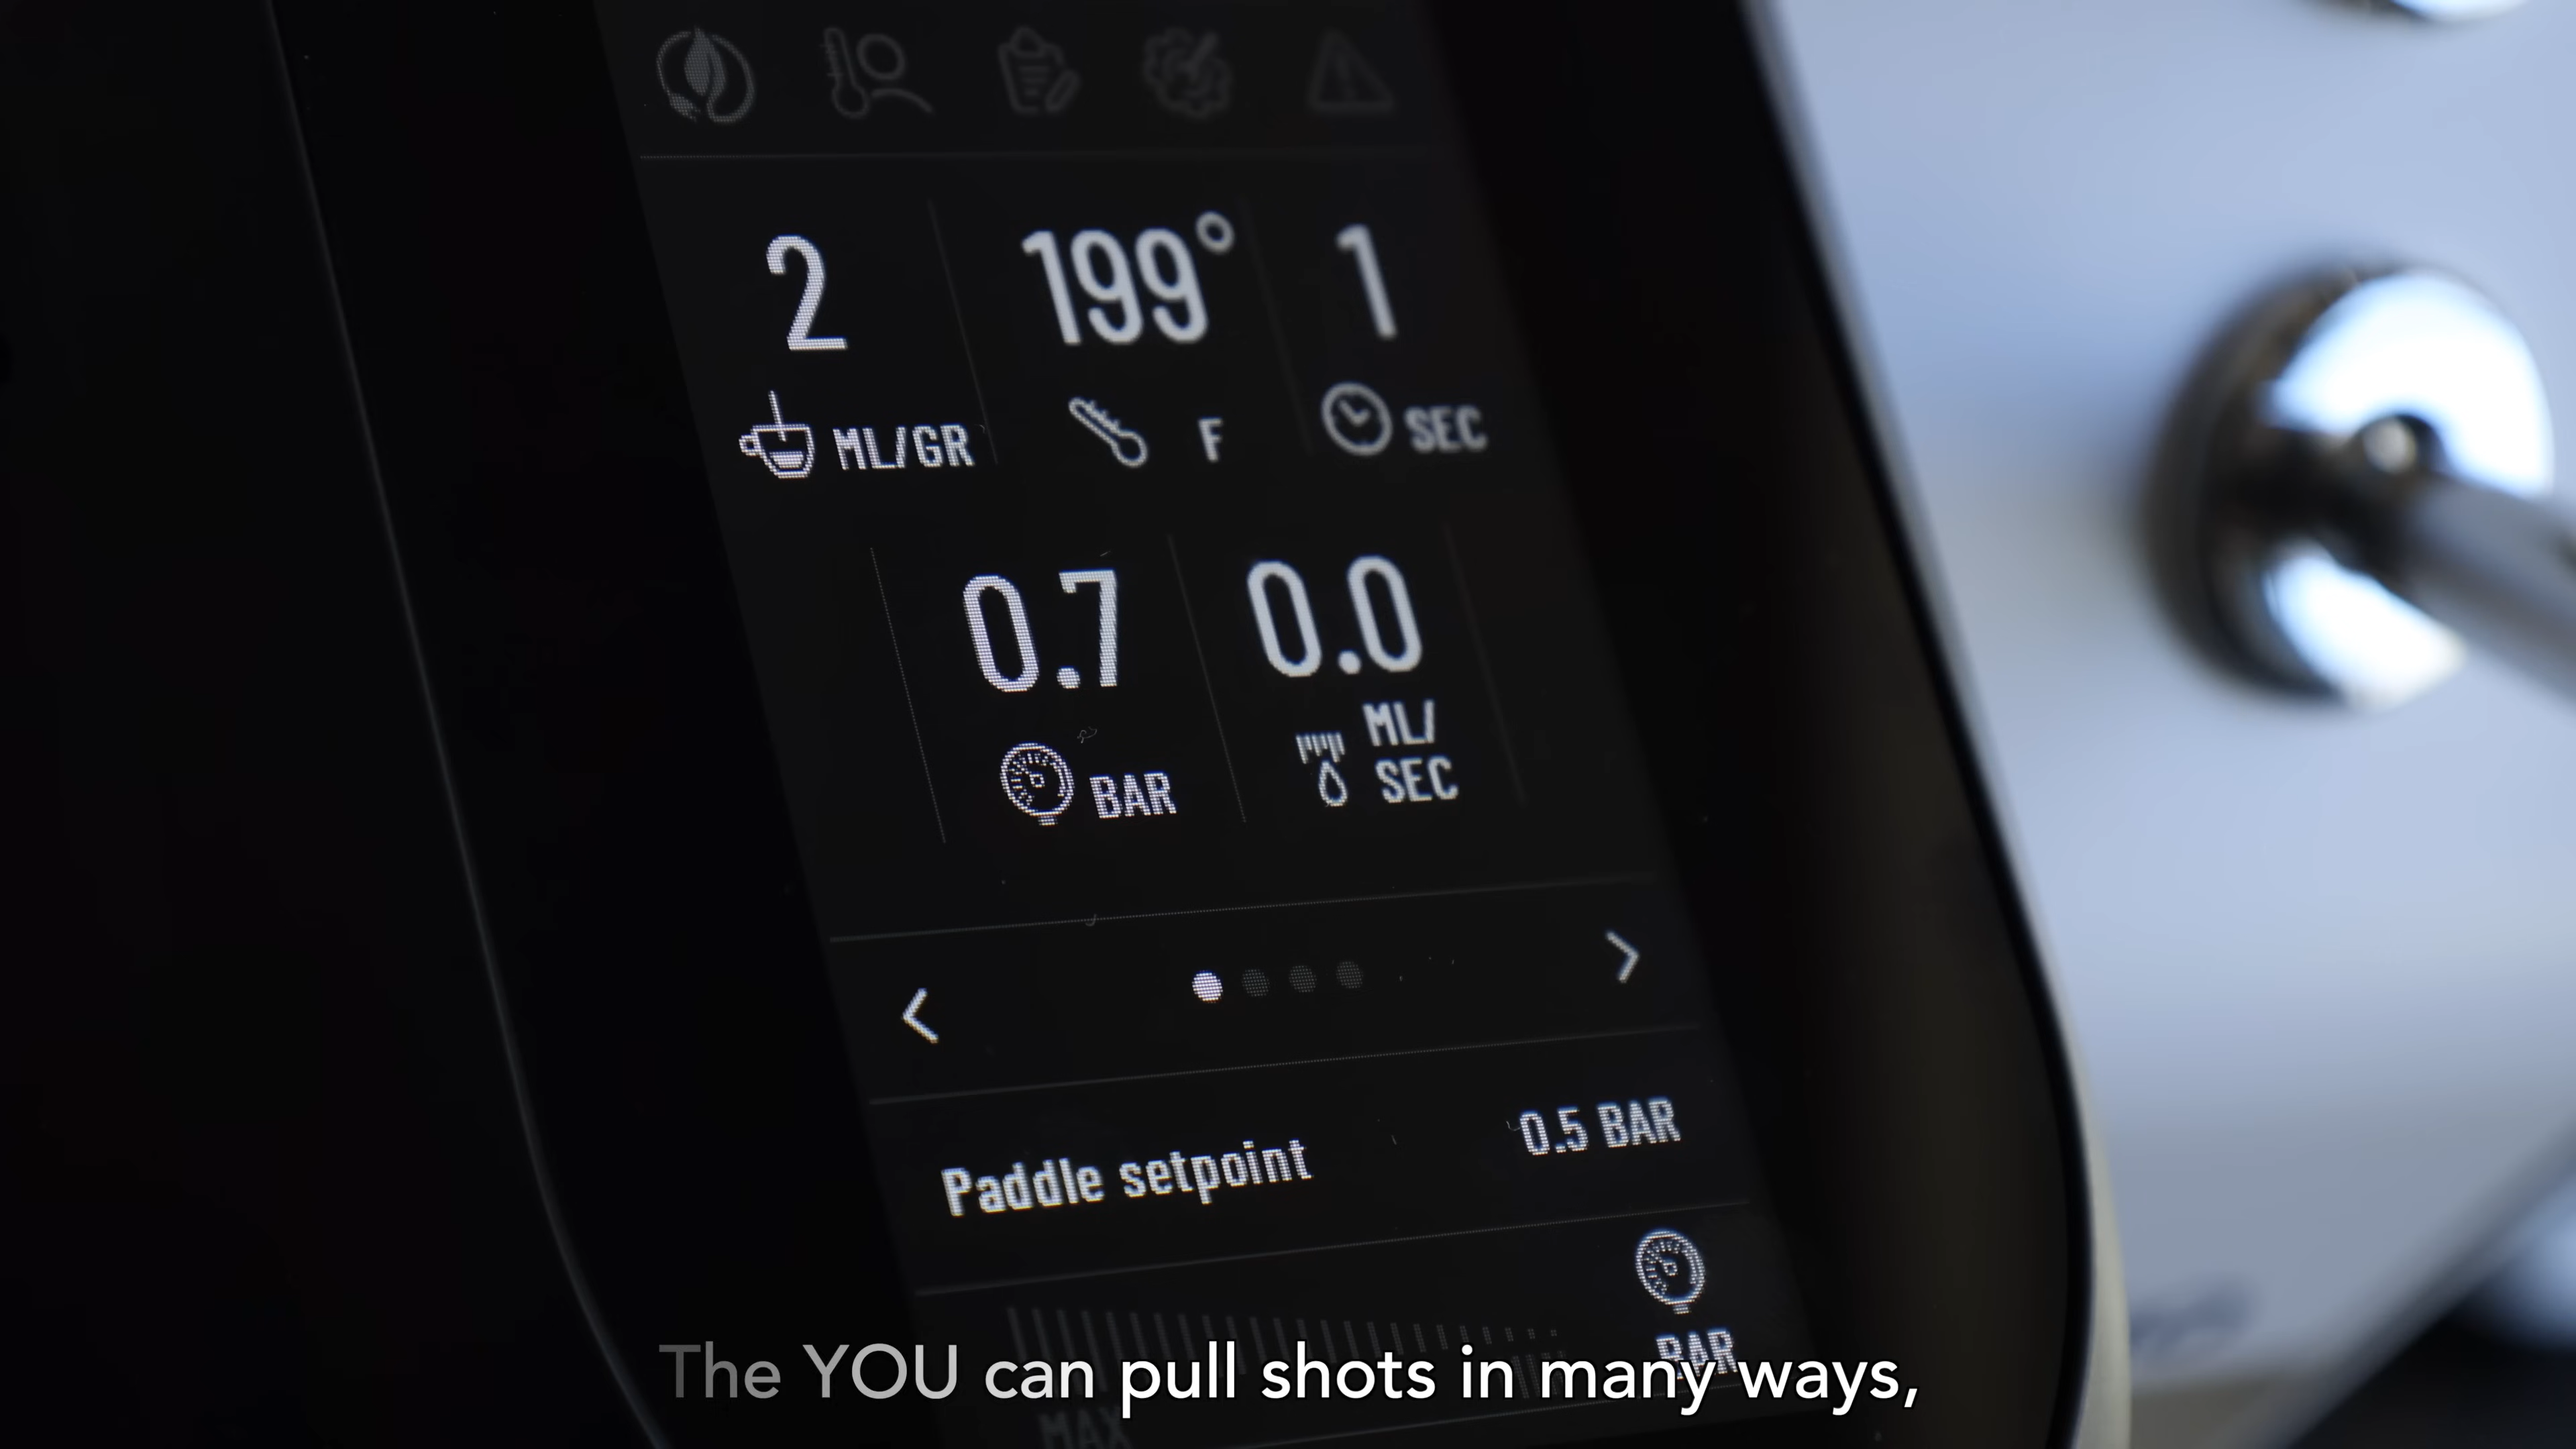 2 199° 1
ML/GR F SEC
0.7 0.0
BAR ML/
SEC
Paddle setpoint 0.5 BAR
BAR
The YOU can pull shots in many ways,
MAX